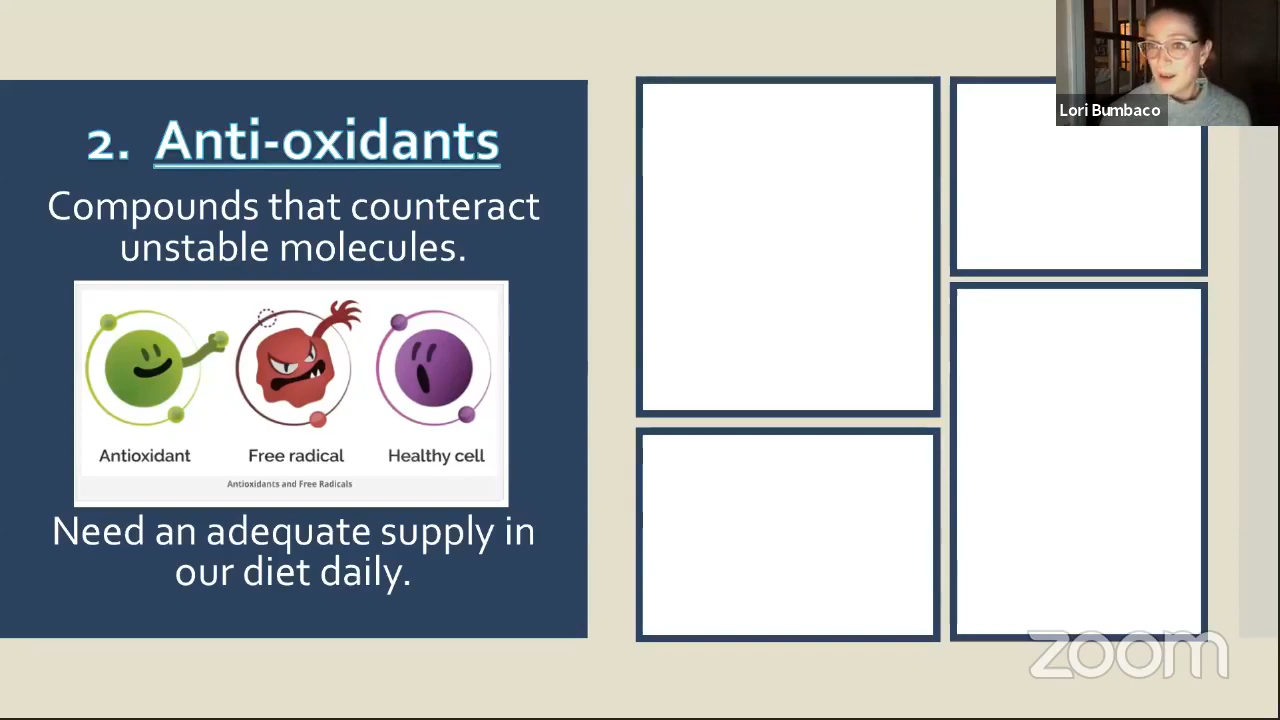 Lori Bumbaco
2. Anti-oxidants
Compounds that counteract
unstable molecules.
Antioxidant Free radical Healthy cell
Antioxidants and Free Radicals
Need an adequate supply in
our diet daily.
zoom